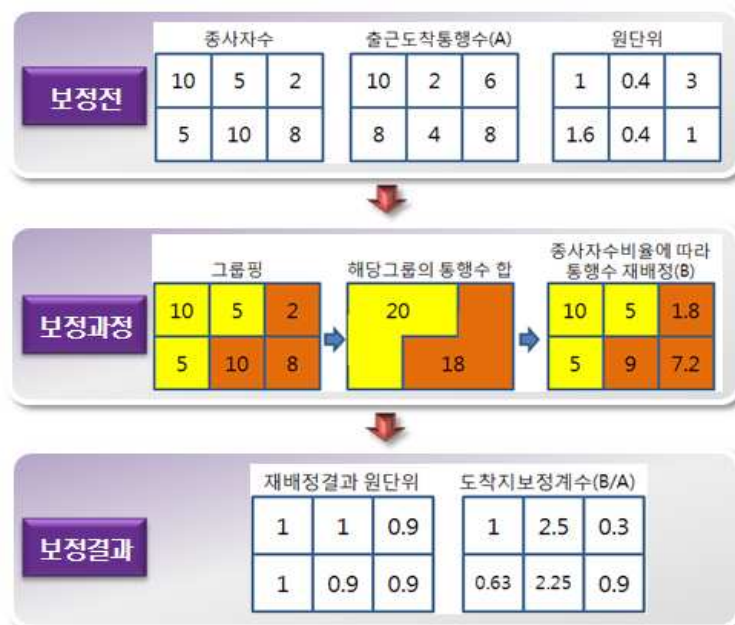 종사자수 출근도착통행수(A) 원단위
보정전
10 5 2 10 2 6 1 0.4 3
5 10 8 8 4 8 1.6 0.4 1
그룹핑 해당그룹의 통행수 합 종사자수비율에 따라
통행수 재배정(B)
보정과정
10 5 2 20 10 5 1.8
5 10 8 18 5 9 7.2
재배정결과 원단위 도착지보정계수(B/A)
보정결과
1 1 0.9 1 2.5 0.3
1 0.9 0.9 0.63 2.25 0.9